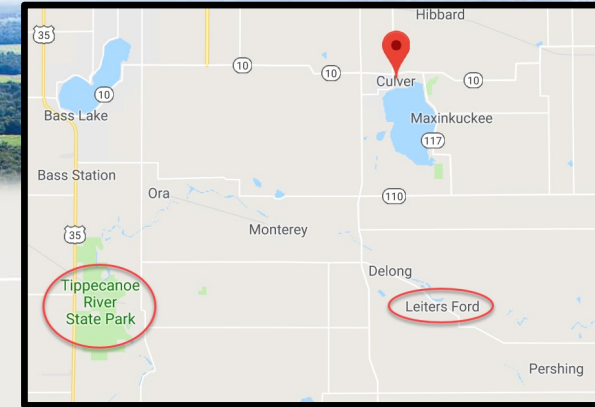 Hibbard
35
10
10
Culver
10
10
Bass Lake
Maxinkuckee
117
Bass Station
Ora
110
Monterey
35
Delong
Tippecanoe
River
State Park
Leiters Ford
Pershing